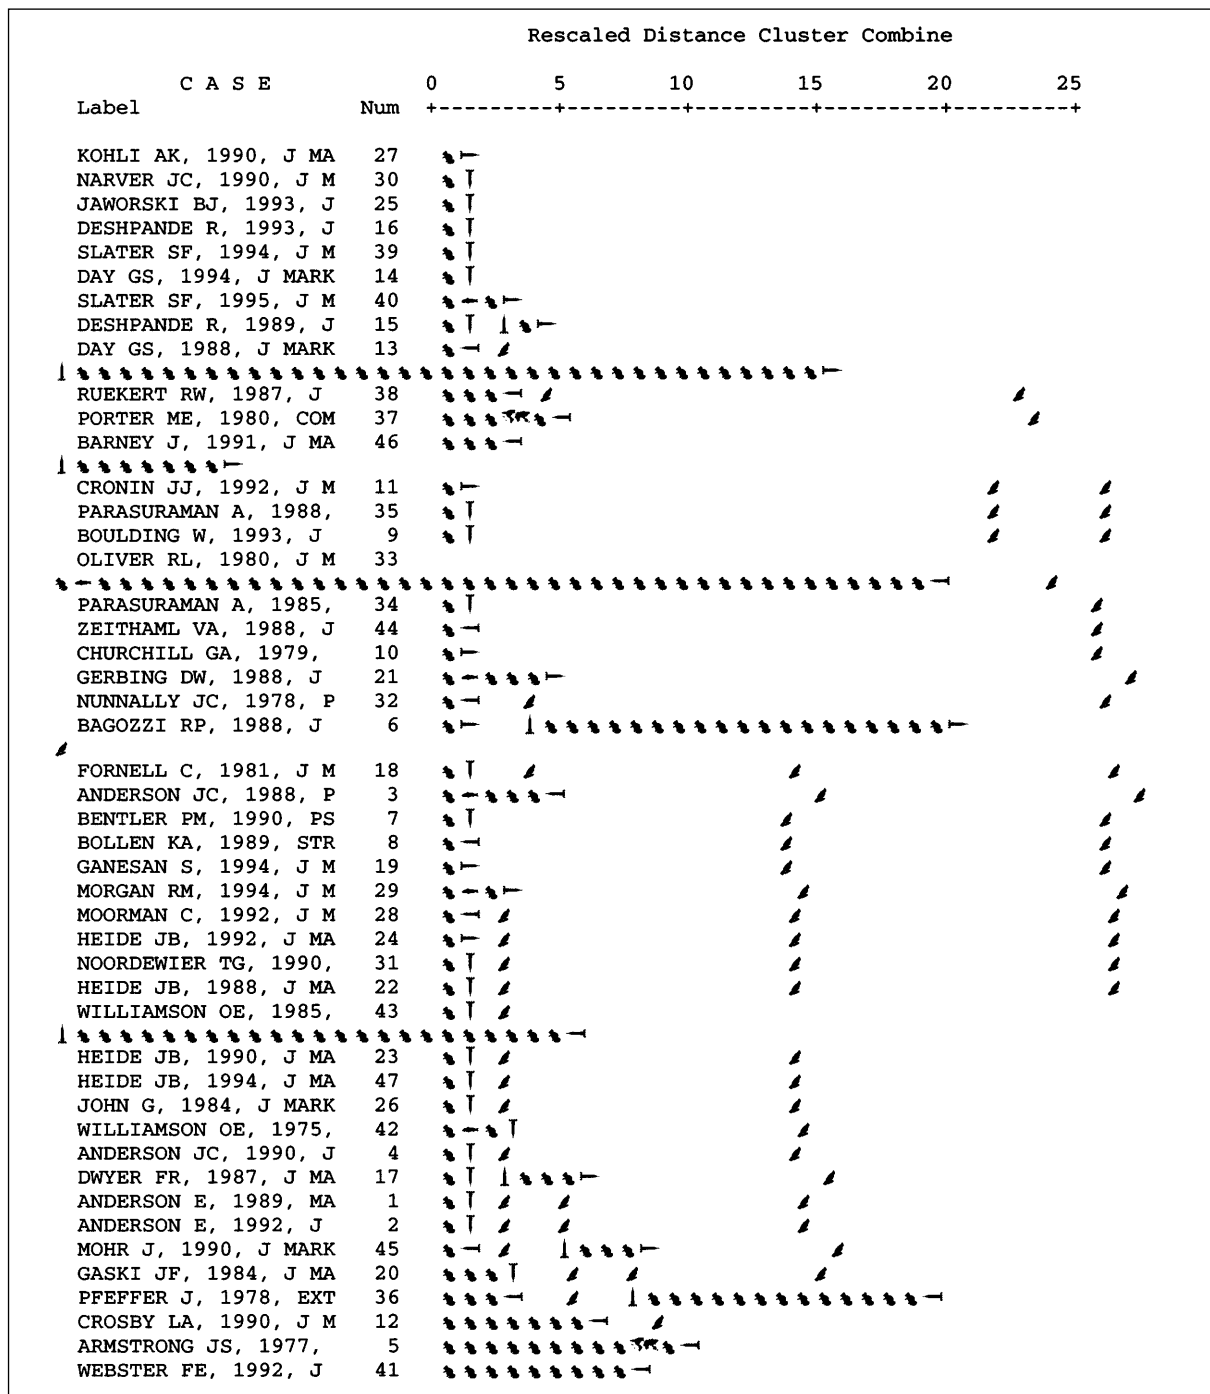 Rescaled Distance Cluster Combine
C A S E 0 5 10 15 20 25
Label Num +---------+---------+---------+---------+---------+
KOHLI AK, 1990, J MA 27
NARVER JC, 1990, J M 30
JAWORSKI BJ, 1993, J 25
DESHPANDE R, 1993, J 16
SLATER SF, 1994, J M 39
DAY GS, 1994, J MARK 14
SLATER SF, 1995, J M 40
DESHPANDE R, 1989, J 15
DAY GS, 1988, J MARK 13
RUEKERT RW, 1987, J 38
PORTER ME, 1980, COM 37
BARNEY J, 1991, J MA 46
CRONIN JJ, 1992, J M 11
PARASURAMAN A, 1988, 35
BOULDING W, 1993, J 9
OLIVER RL, 1980, J M 33
PARASURAMAN A, 1985, 34
ZEITHAML VA, 1988, J 44
CHURCHILL GA, 1979, 10
GERBING DW, 1988, J 21
NUNNALLY JC, 1978, P 32
BAGOZZI RP, 1988, J 6
FORNELL C, 1981, J M 18
ANDERSON JC, 1988, P 3
BENTLER PM, 1990, PS 7
BOLLEN KA, 1989, STR 8
GANESAN S, 1994, J M 19
MORGAN RM, 1994, J M 29
MOORMAN C, 1992, J M 28
HEIDE JB, 1992, J MA 24
NOORDEWIER TG, 1990, 31
HEIDE JB, 1988, J MA 22
WILLIAMSON OE, 1985, 43
HEIDE JB, 1990, J MA 23
HEIDE JB, 1994, J MA 47
JOHN G, 1984, J MARK 26
WILLIAMSON OE, 1975, 42
ANDERSON JC, 1990, J 4
DWYER FR, 1987, J MA 17
ANDERSON E, 1989, MA 1
ANDERSON E, 1992, J 2
MOHR J, 1990, J MARK 45
GASKI JF, 1984, J MA 20
PFEFFER J, 1978, EXT 36
CROSBY LA, 1990, J M 12
ARMSTRONG JS, 1977, 5
WEBSTER FE, 1992, J 41